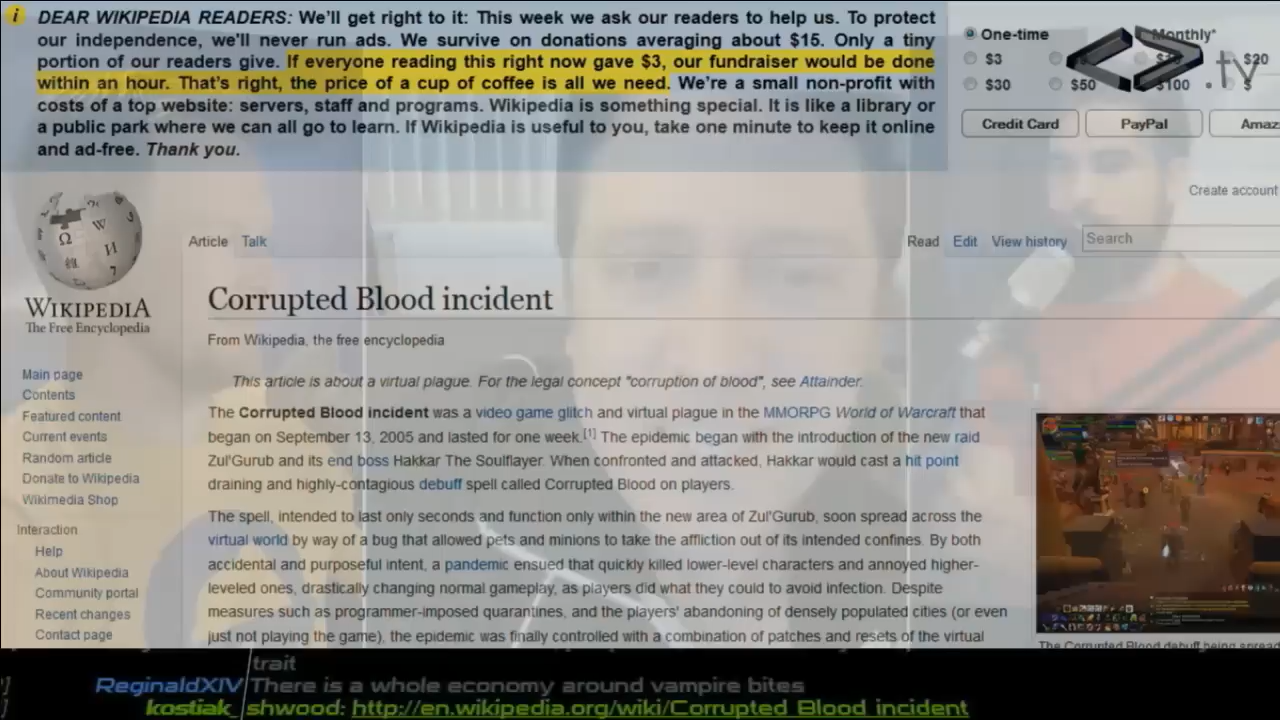 DEAR WIKIPEDIA READERS: We'll get right to it: This week we ask our readers to help us. To protect
our independence, we'll never run ads. We survive on donations averaging about $15. Only a tiny
portion of our readers give. If everyone reading this right now gave $3, our fundraiser would be done
within an hour. That's right, the price of a cup of coffee is all we need. We're a small non-profit with
costs of a top website: servers, staff and programs. Wikipedia is something special. It is like a library or
a public park where we can all go to learn. If Wikipedia is useful to you, take one minute to keep it online
and ad-free. Thank you.
One-time Monthly*
$3 $20
$30 $50 $100 $
.tv
Credit Card PayPal Amaz
Create account
Article Talk Read Edit View history Search
WIKIPEDIA
The Free Encyclopedia
Main page
Contents
Featured content
Current events
Random article
Donate to Wikipedia
Wikimedia Shop
Interaction
Help
About Wikipedia
Community portal
Recent changes
Contact page
Corrupted Blood incident
From Wikipedia, the free encyclopedia
This article is about a virtual plague. For the legal concept "corruption of blood", see Attainder.
The Corrupted Blood incident was a video game glitch and virtual plague in the MMORPG World of Warcraft that
began on September 13, 2005 and lasted for one week.[1] The epidemic began with the introduction of the new raid
Zul'Gurub and its end boss Hakkar The Soulflayer. When confronted and attacked, Hakkar would cast a hit point
draining and highly-contagious debuff spell called Corrupted Blood on players.
The spell, intended to last only seconds and function only within the new area of Zul'Gurub, soon spread across the
virtual world by way of a bug that allowed pets and minions to take the affliction out of its intended confines. By both
accidental and purposeful intent, a pandemic ensued that quickly killed lower-level characters and annoyed higher-
leveled ones, drastically changing normal gameplay, as players did what they could to avoid infection. Despite
measures such as programmer-imposed quarantines, and the players' abandoning of densely populated cities (or even
just not playing the game), the epidemic was finally controlled with a combination of patches and resets of the virtual
The Corrupted Blood debuff being spread
trait
ReginaldXIV There is a whole economy around vampire bites
kostiak_ shwood: http://en.wikipedia.org/wiki/Corrupted_Blood_incident